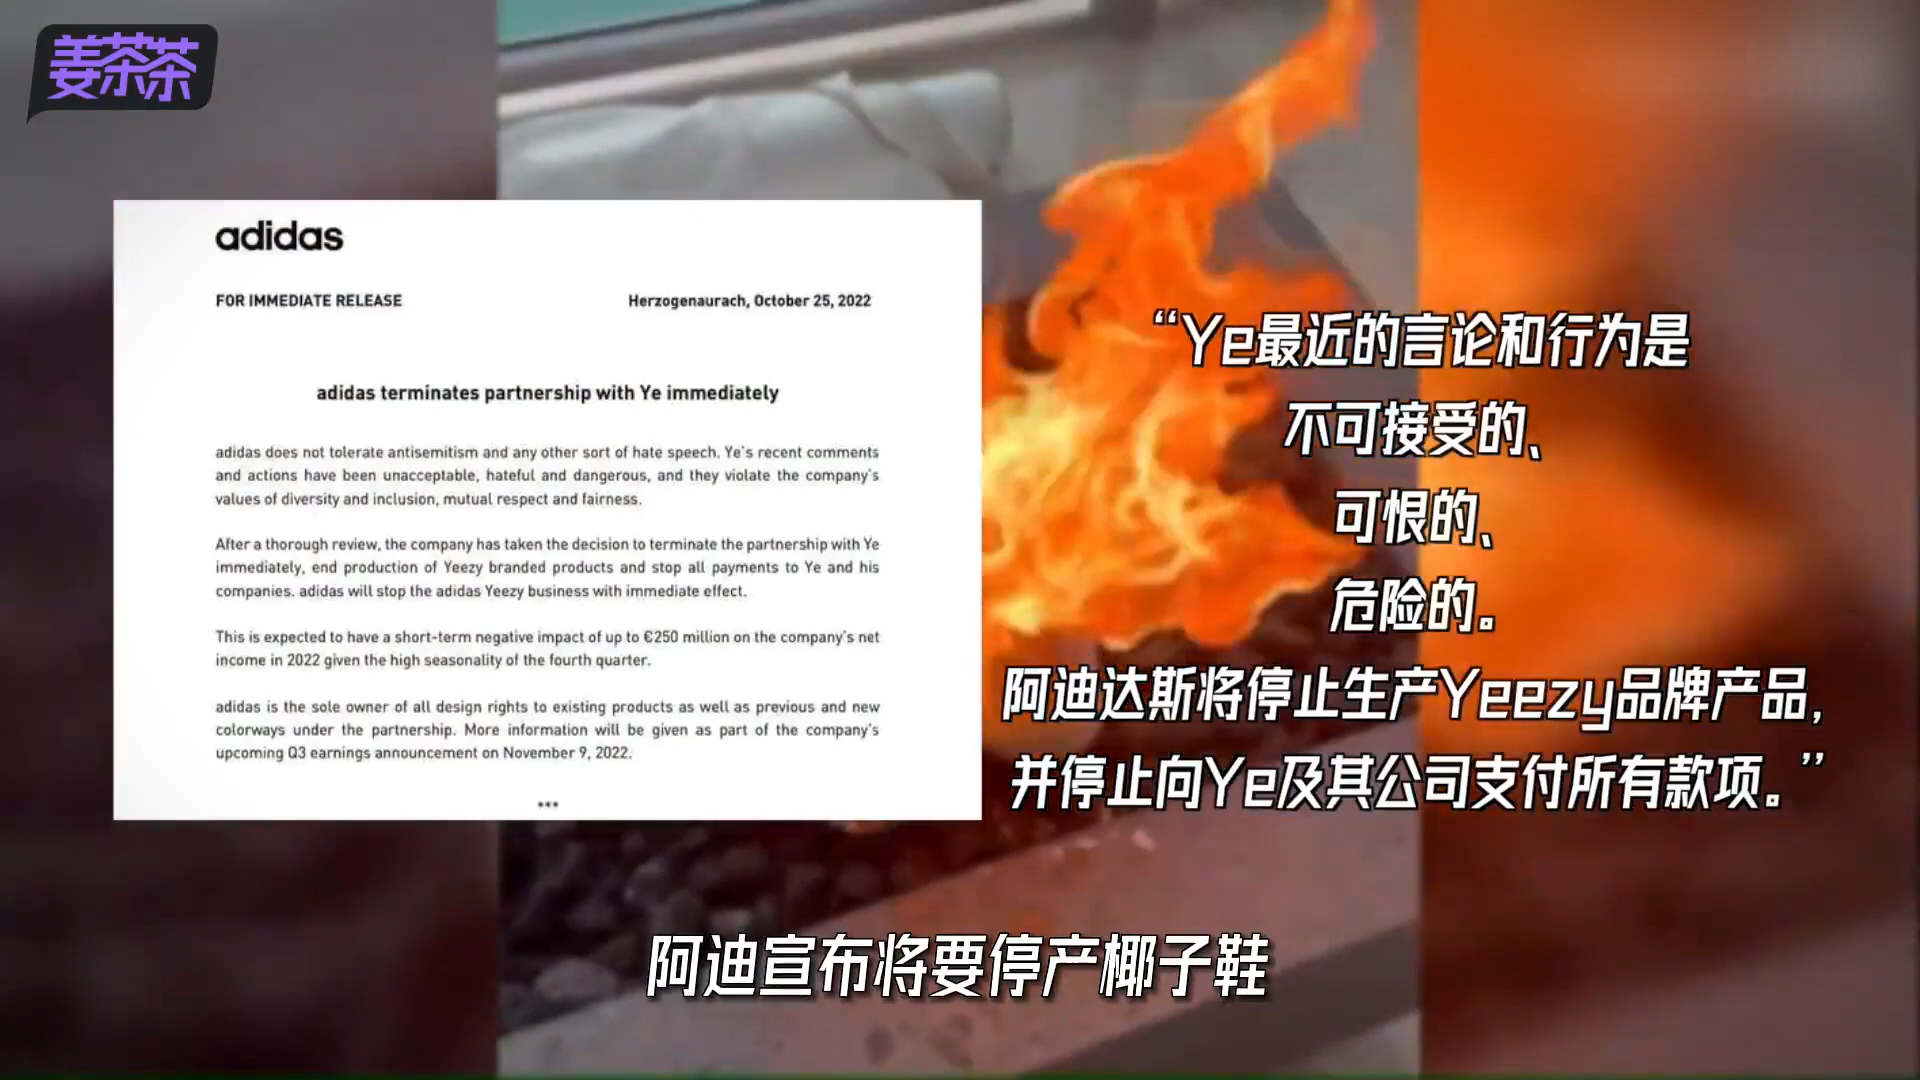 姜茶茶
adidas
FOR IMMEDIATE RELEASE Herzogenaurach, October 25, 2022
adidas terminates partnership with Ye immediately
adidas does not tolerate antisemitism and any other sort of hate speech. Ye's recent comments
and actions have been unacceptable, hateful and dangerous, and they violate the company's
values of diversity and inclusion, mutual respect and fairness.
After a thorough review, the company has taken the decision to terminate the partnership with Ye
immediately, end production of Yeezy branded products and stop all payments to Ye and his
companies. adidas will stop the adidas Yeezy business with immediate effect.
This is expected to have a short-term negative impact of up to €250 million on the company's net
income in 2022 given the high seasonality of the fourth quarter.
adidas is the sole owner of all design rights to existing products as well as previous and new
colorways under the partnership. More information will be given as part of the company's
upcoming Q3 earnings announcement on November 9, 2022.
***
“Ye最近的言论和行为是
不可接受的、
可恨的、
危险的。
阿迪达斯将停止生产Yeezy品牌产品，
并停止向Ye及其公司支付所有款项。”
阿迪宣布将要停产椰子鞋